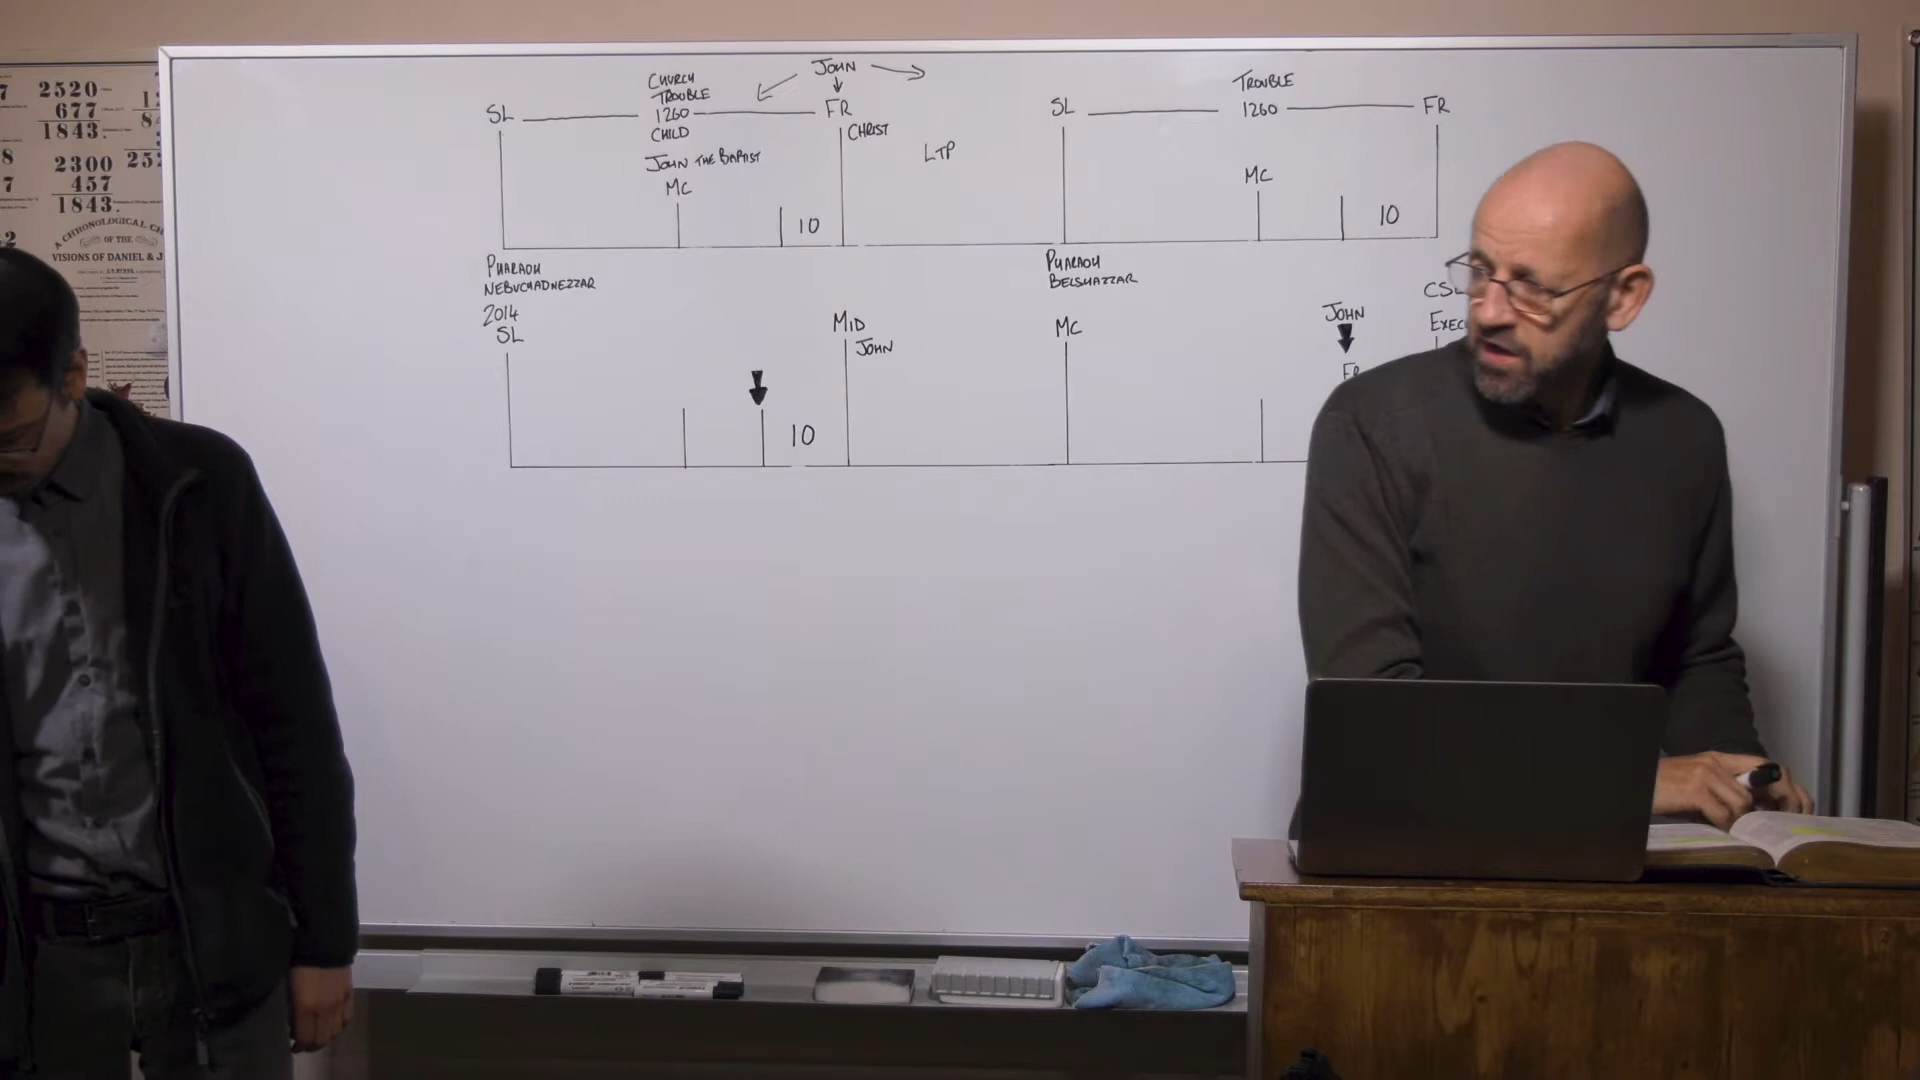 2520
677
1843.
2300
457
1843.
A CHRONOLOGICAL
OF THE
VISIONS OF DANIEL & J
JOHN
CHURCH
TROUBLE
SL 1260 FR
CHILD
CHRIST
JOHN THE BAPTIST
MC
10
LTP
TROUBLE
SL 1260 FR
MC
10
PHARAOH
NEBUCHADNEZZAR
PHARAOH
BELSHAZZAR
2014
SL
MID
JOHN
MC
10
JOHN